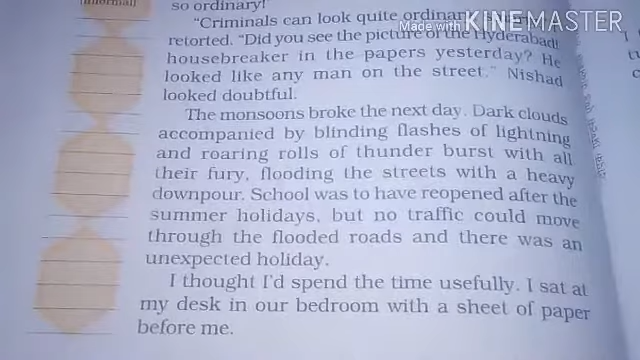 informall
so ordinary!"
"Criminals can look quite ordinary
Made with KINEMASTER
retorted. "Did you see the picture of the Hyderabad
housebreaker in the papers yesterday? He
looked like any man on the street." Nishad
looked doubtful.
The monsoons broke the next day. Dark clouds
accompanied by blinding flashes of lightning
and roaring rolls of thunder burst with all
their fury, flooding the streets with a heavy
downpour. School was to have reopened after the
summer holidays, but no traffic could move
through the flooded roads and there was an
unexpected holiday.
I thought I'd spend the time usefully. I sat at
my desk in our bedroom with a sheet of paper
before me.